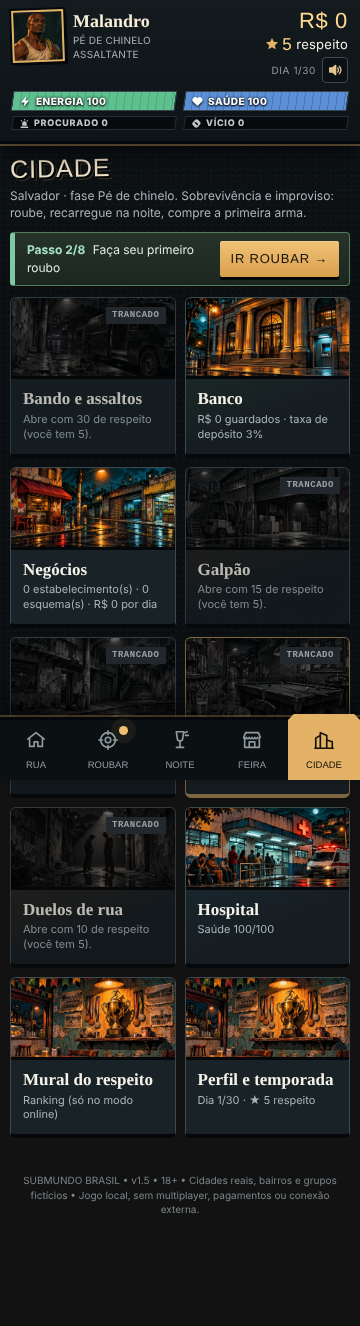 Malandro
PÉ DE CHINELO
ASSALTANTE
R$ 0
★ 5 respeito
DIA 1/30
ENERGIA 100
SAÚDE 100
PROCURADO 0
VÍCIO 0
CIDADE
Salvador · fase Pé de chinelo. Sobrevivência e improviso:
roube, recarregue na noite, compre a primeira arma.
Passo 2/8 Faça seu primeiro
roubo
IR ROUBAR →
TRANCADO
Bando e assaltos
Abre com 30 de respeito
(você tem 5).
Banco
R$ 0 guardados · taxa de
depósito 3%
Negócios
0 estabelecimento(s) · 0
esquema(s) · R$ 0 por dia
TRANCADO
Galpão
Abre com 15 de respeito
(você tem 5).
TRANCADO
TRANCADO
RUA
ROUBAR
NOITE
FEIRA
CIDADE
TRANCADO
Duelos de rua
Abre com 10 de respeito
(você tem 5).
Hospital
Saúde 100/100
Mural do respeito
Ranking (só no modo
online)
Perfil e temporada
Dia 1/30 · ★ 5 respeito
SUBMUNDO BRASIL • v1.5 • 18+ • Cidades reais, bairros e grupos
fictícios • Jogo local, sem multiplayer, pagamentos ou conexão
externa.